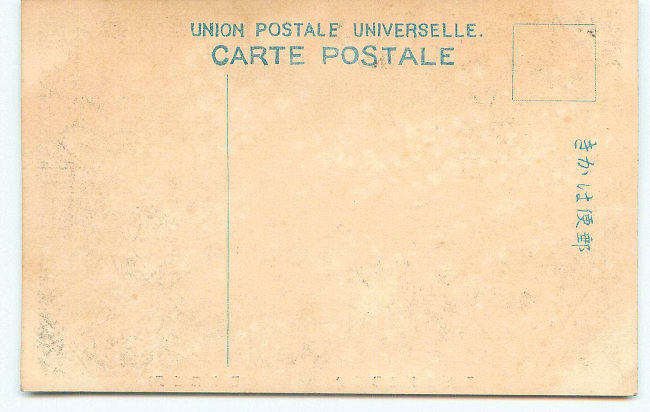 UNION POSTALE UNIVERSELLE.
CARTE POSTALE
郵便はかき